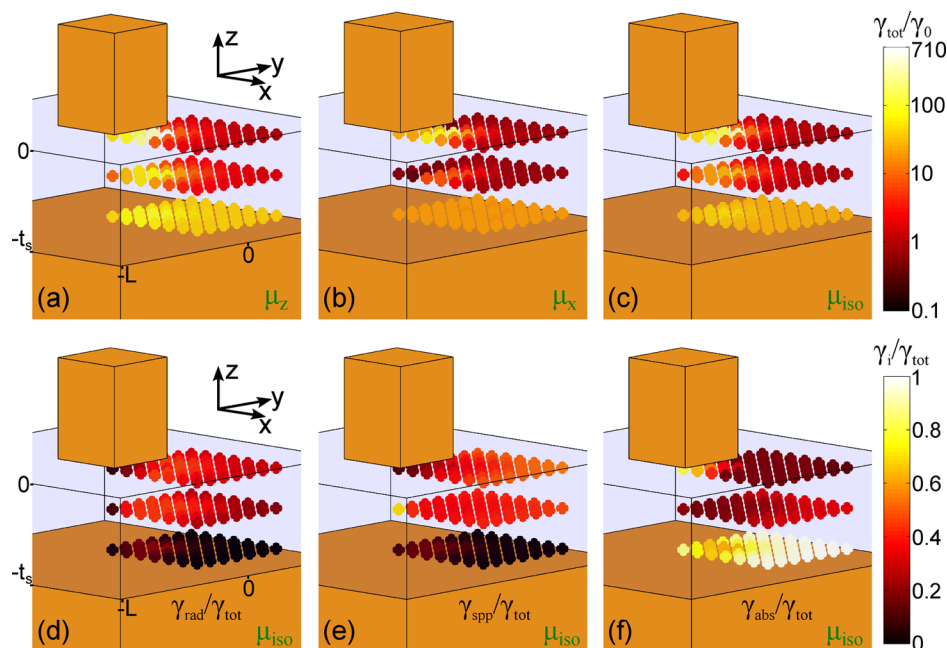 z
y
x
γtot/γ0
710
100
10
1
0.1
0
-ts
-L
0
(a)
μz
(b)
μx
(c)
μiso
z
y
x
γi/γtot
1
0.8
0.6
0.4
0.2
0
0
-ts
-L
0
(d)
γrad/γtot
μiso
(e)
γspp/γtot
μiso
(f)
γabs/γtot
μiso